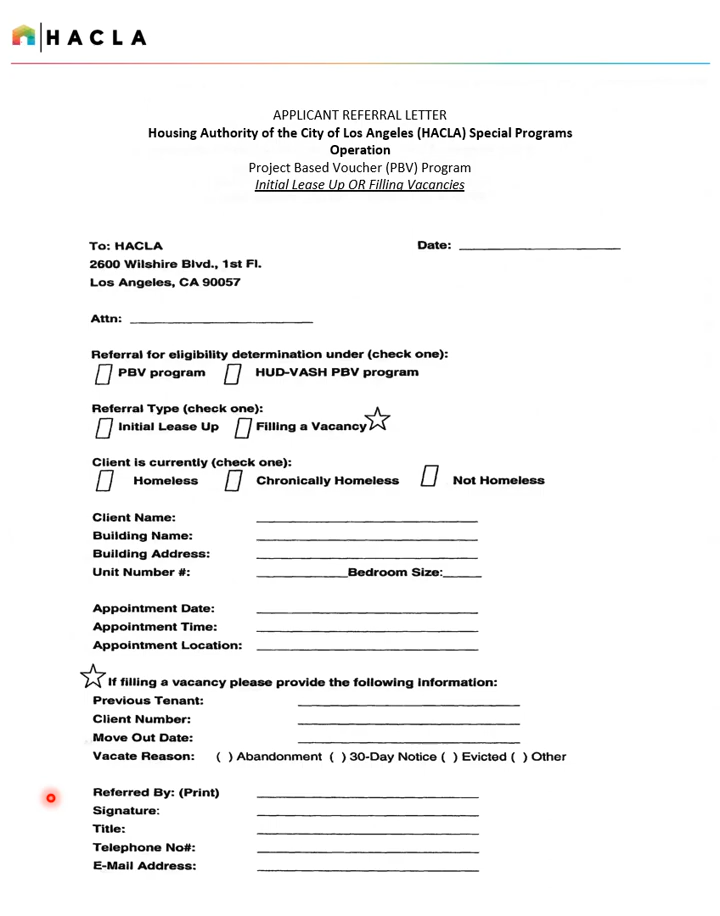 HACLA
APPLICANT REFERRAL LETTER
Housing Authority of the City of Los Angeles (HACLA) Special Programs
Operation
Project Based Voucher (PBV) Program
Initial Lease Up OR Filling Vacancies
To: HACLA Date:
2600 Wilshire Blvd., 1st Fl.
Los Angeles, CA 90057
Attn:
Referral for eligibility determination under (check one):
PBV program HUD-VASH PBV program
Referral Type (check one):
Initial Lease Up Filling a Vacancy
Client is currently (check one):
Homeless Chronically Homeless Not Homeless
Client Name:
Building Name:
Building Address:
Unit Number #: Bedroom Size:
Appointment Date:
Appointment Time:
Appointment Location:
If filling a vacancy please provide the following information:
Previous Tenant:
Client Number:
Move Out Date:
Vacate Reason: ( ) Abandonment ( ) 30-Day Notice ( ) Evicted ( ) Other
Referred By: (Print)
Signature:
Title:
Telephone No#:
E-Mail Address: